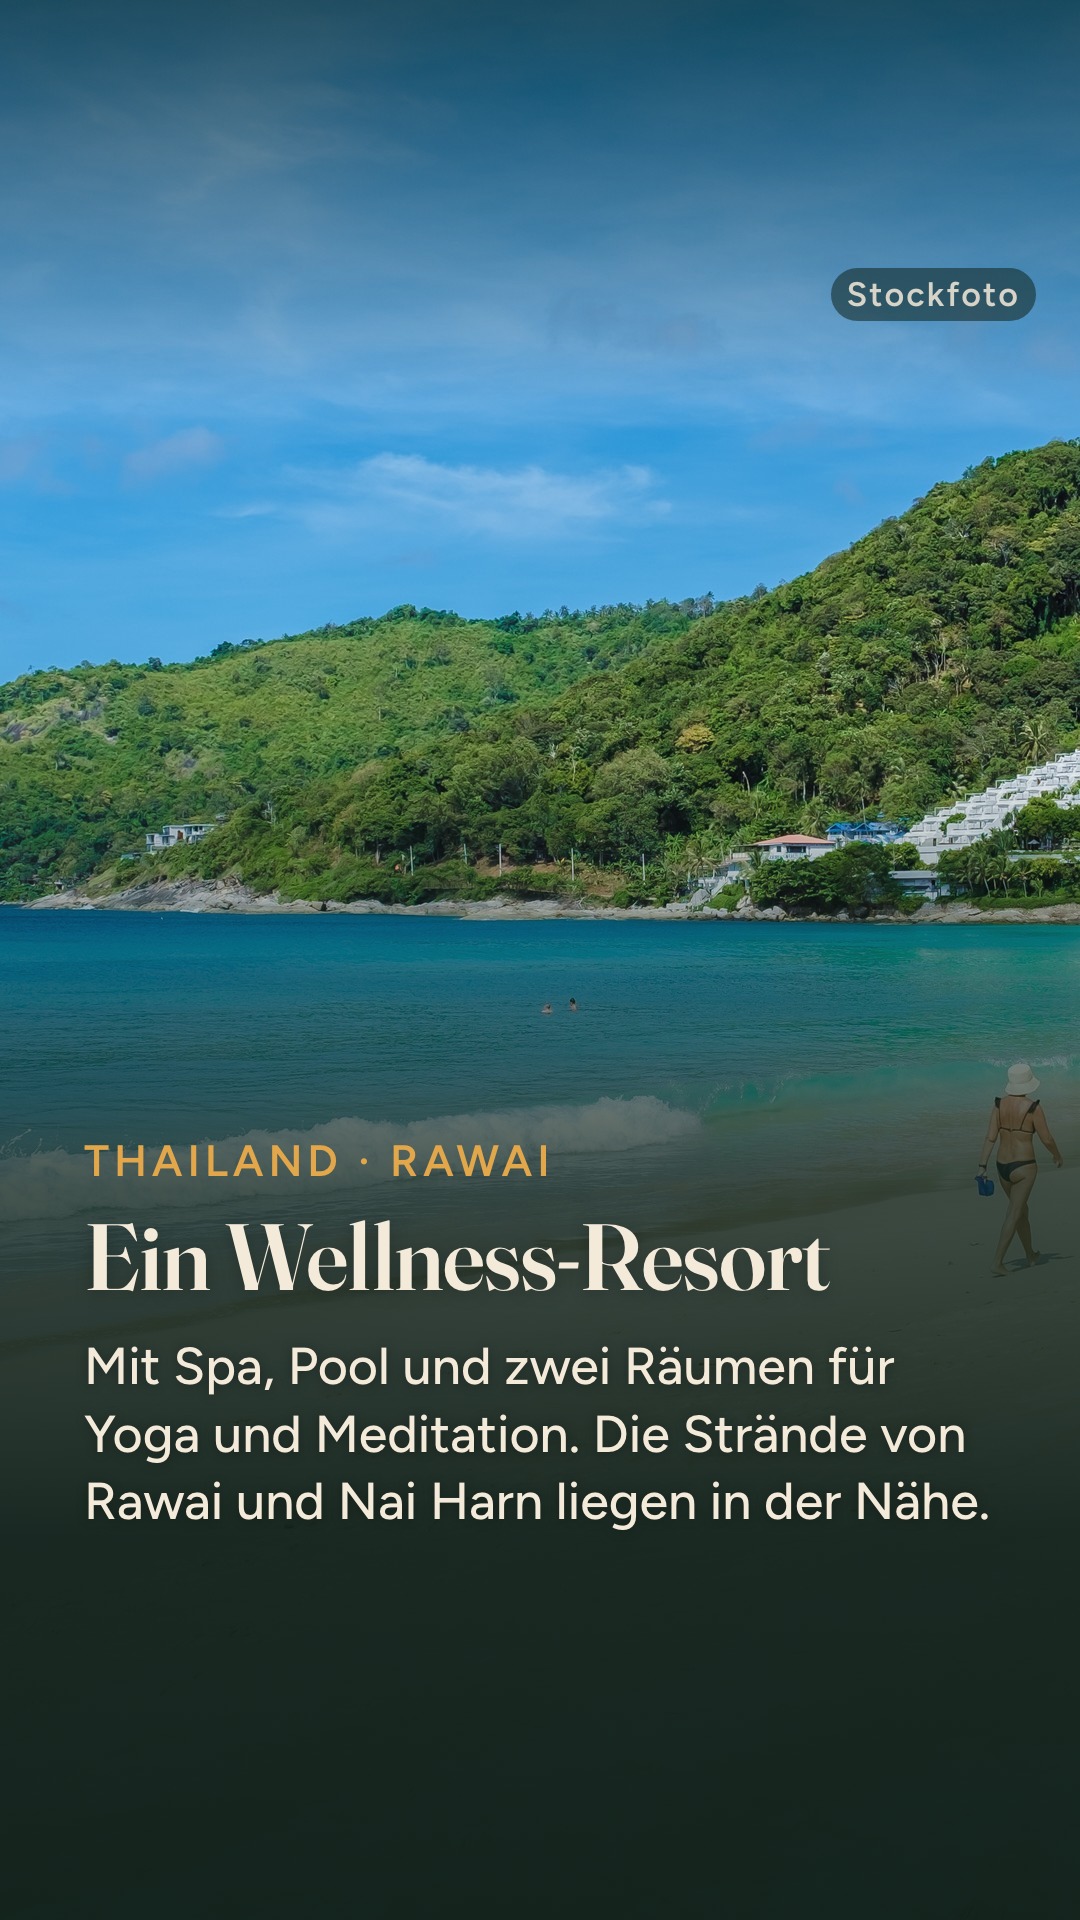 Stockfoto
THAILAND · RAWAI
Ein Wellness-Resort
Mit Spa, Pool und zwei Räumen für
Yoga und Meditation. Die Strände von
Rawai und Nai Harn liegen in der Nähe.